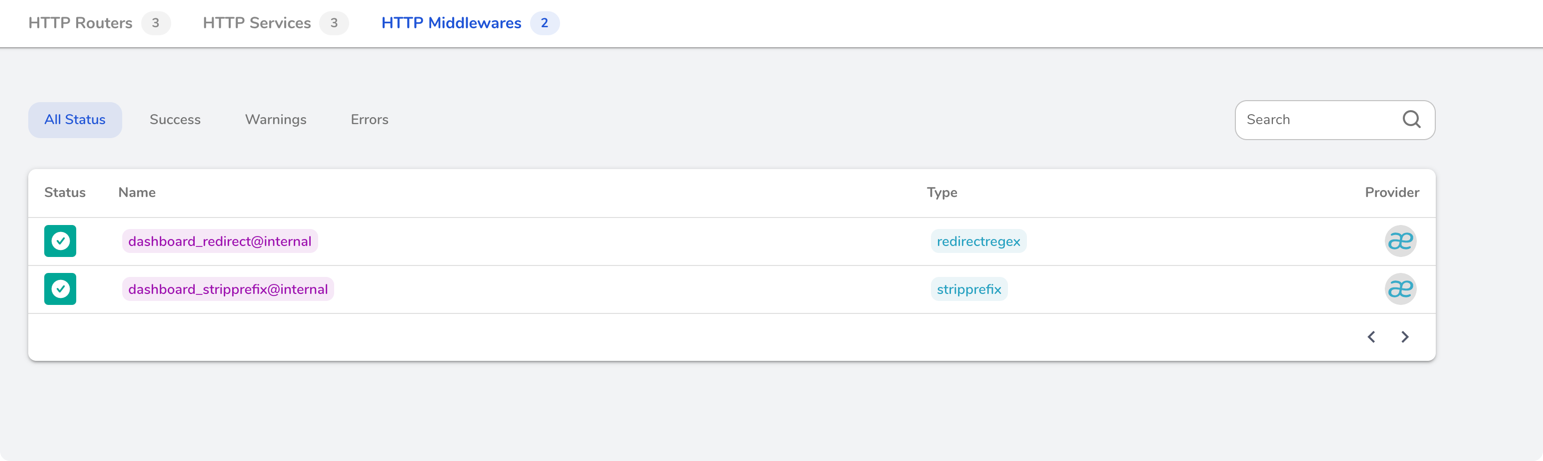 HTTP Routers 3 HTTP Services 3 HTTP Middlewares 2
All Status Success Warnings Errors Search
Status Name Type Provider
dashboard_redirect@internal redirectregex æ
dashboard_stripprefix@internal stripprefix æ